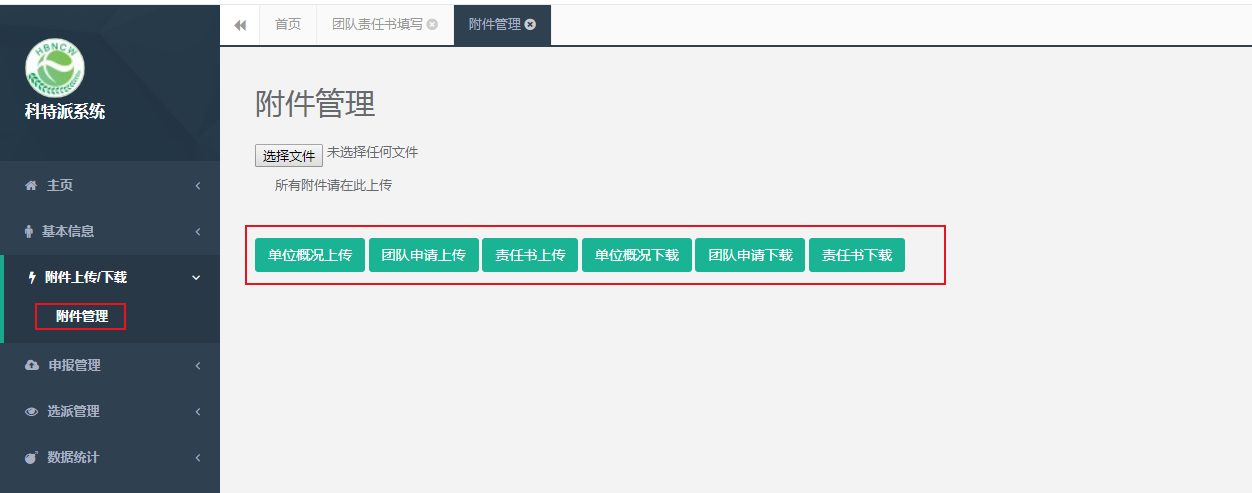 HBNCW
科特派系统
主页
基本信息
附件上传/下载
附件管理
申报管理
选派管理
数据统计
首页 团队责任书填写 附件管理
附件管理
选择文件 未选择任何文件
所有附件请在此上传
单位概况上传 团队申请上传 责任书上传 单位概况下载 团队申请下载 责任书下载